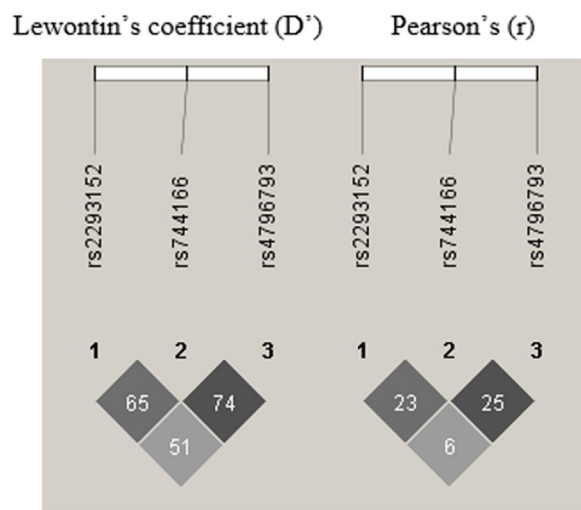 Lewontin’s coefficient (D’) Pearson’s (r)
rs2293152 rs744166 rs4796793 rs2293152 rs744166 rs4796793
1 2 3 1 2 3
65 74 23 25
51 6